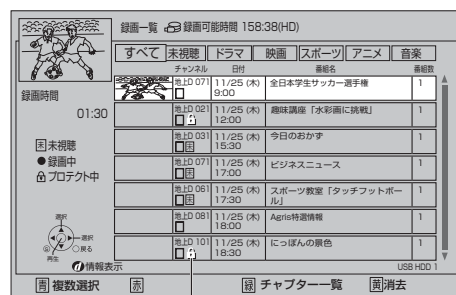 録画一覧 録画可能時間 158:38(HD)
すべて 未視聴 ドラマ 映画 スポーツ アニメ 音楽
チャンネル 日付 番組名 番組数
地上D 071 11/25 (木) 9:00 全日本学生サッカー選手権 1
地上D 021 11/25 (木) 12:00 趣味講座「水彩画に挑戦」 1
地上D 031 未 11/25 (木) 15:30 今日のおかず 1
地上D 071 未 11/25 (木) 17:00 ビジネスニュース 1
地上D 061 未 11/25 (木) 17:30 スポーツ教室「タッチフットボール」 1
地上D 081 11/25 (木) 18:00 Agris特選情報 1
地上D 101 11/25 (木) 18:30 にっぽんの景色 1
録画時間
01:30
未 未視聴
●録画中
プロテクト中
選択
選択
戻る
再生
情報表示
USB HDD 1
青 複数選択 赤 緑 チャプター一覧 黄 消去